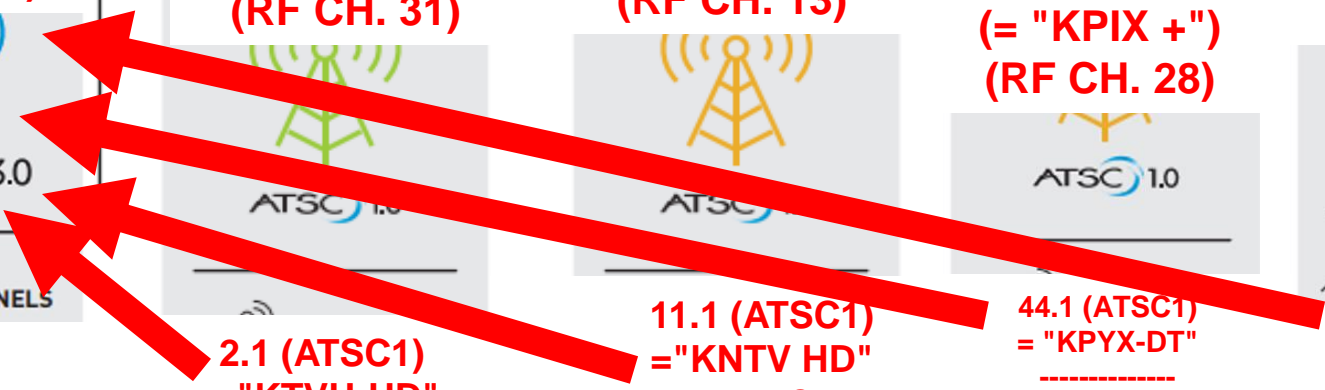 (RF CH. 31)
(RF CH. 13)
(= "KPIX +")
(RF CH. 28)
3.0
ATSC 1.0
ATSC
ATSC 1.0
NELS
2.1 (ATSC1)
11.1 (ATSC1)
="KNTV HD"
44.1 (ATSC1)
= "KPYX-DT"
--------------